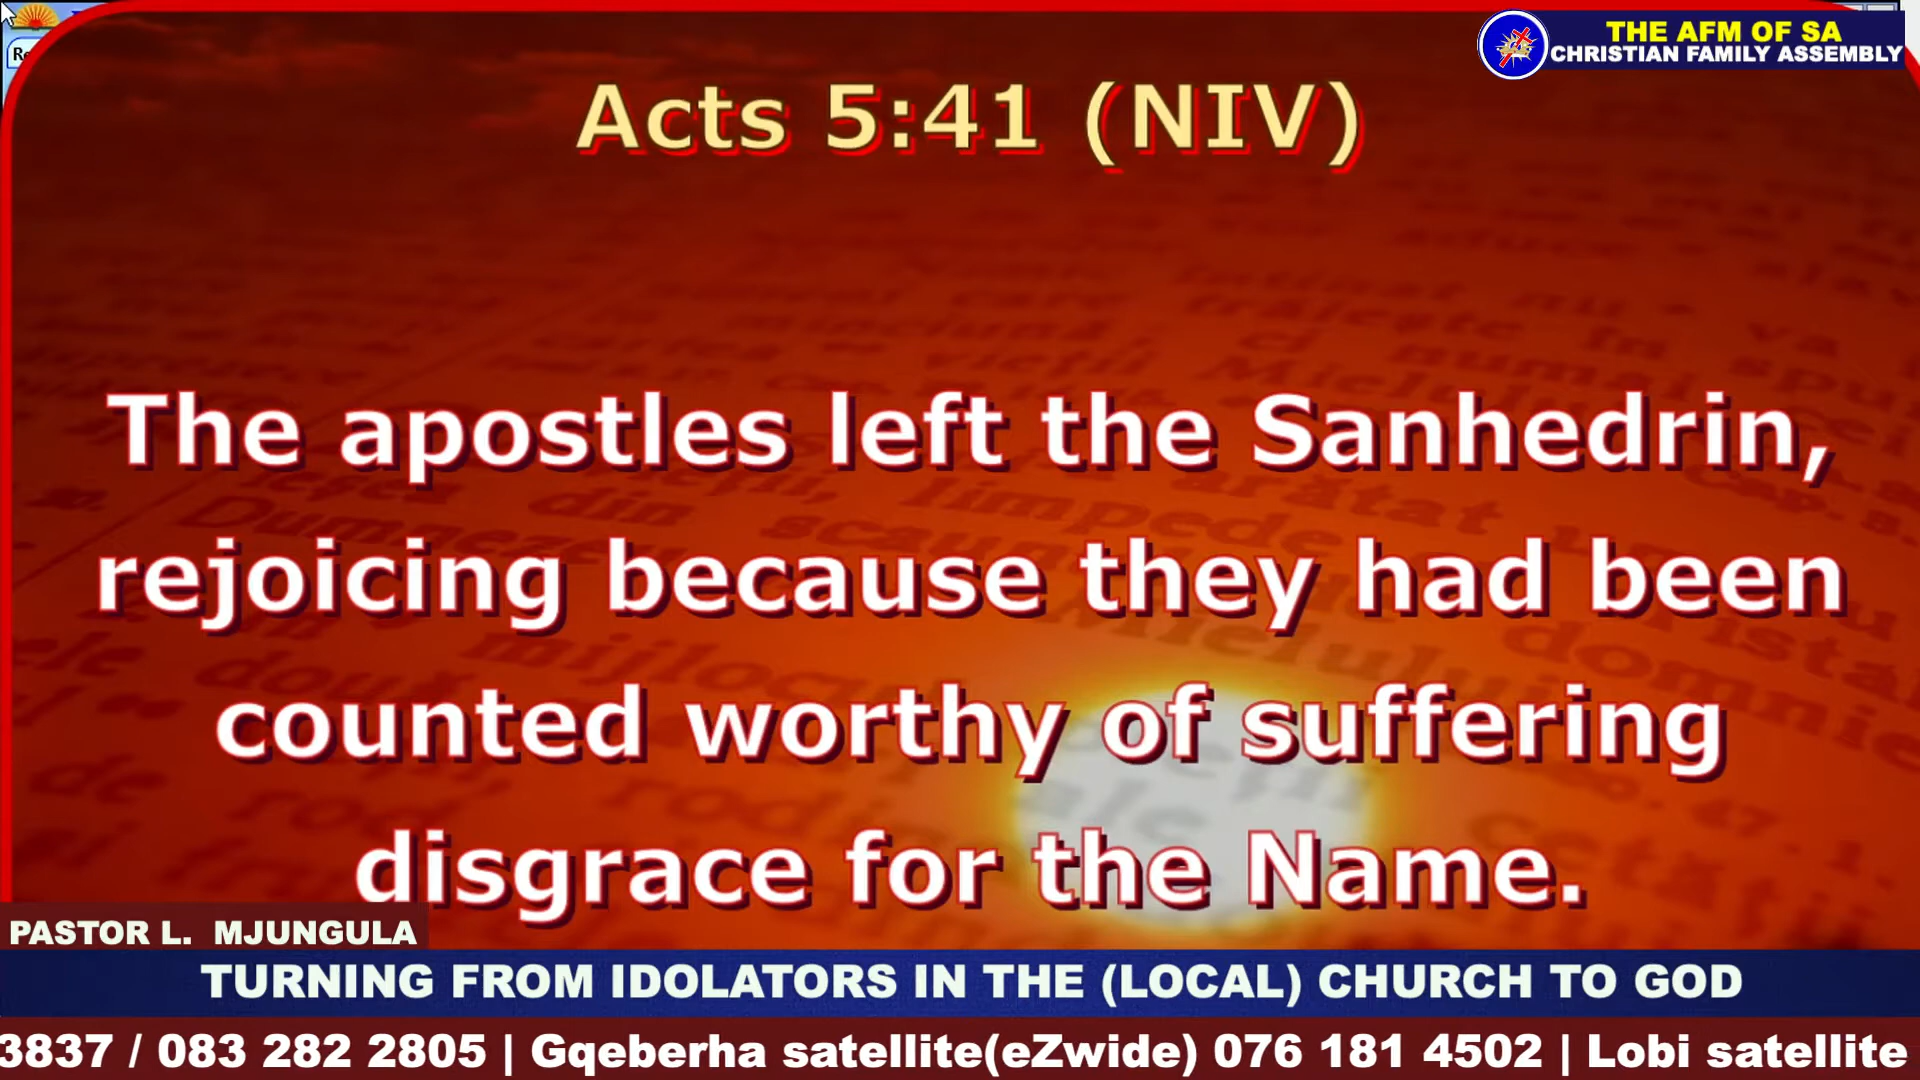 THE AFM OF SA
CHRISTIAN FAMILY ASSEMBLY
Acts 5:41 (NIV)
The apostles left the Sanhedrin,
rejoicing because they had been
counted worthy of suffering
disgrace for the Name.
PASTOR L. MJUNGULA
TURNING FROM IDOLATORS IN THE (LOCAL) CHURCH TO GOD
3837 / 083 282 2805 | Gqeberha satellite(eZwide) 076 181 4502 | Lobi satellite